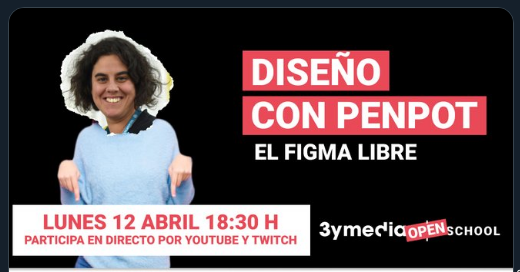 DISEÑO
CON PENPOT
EL FIGMA LIBRE
LUNES 12 ABRIL 18:30 H
PARTICIPA EN DIRECTO POR YOUTUBE Y TWITCH
3ymedia OPEN SCHOOL